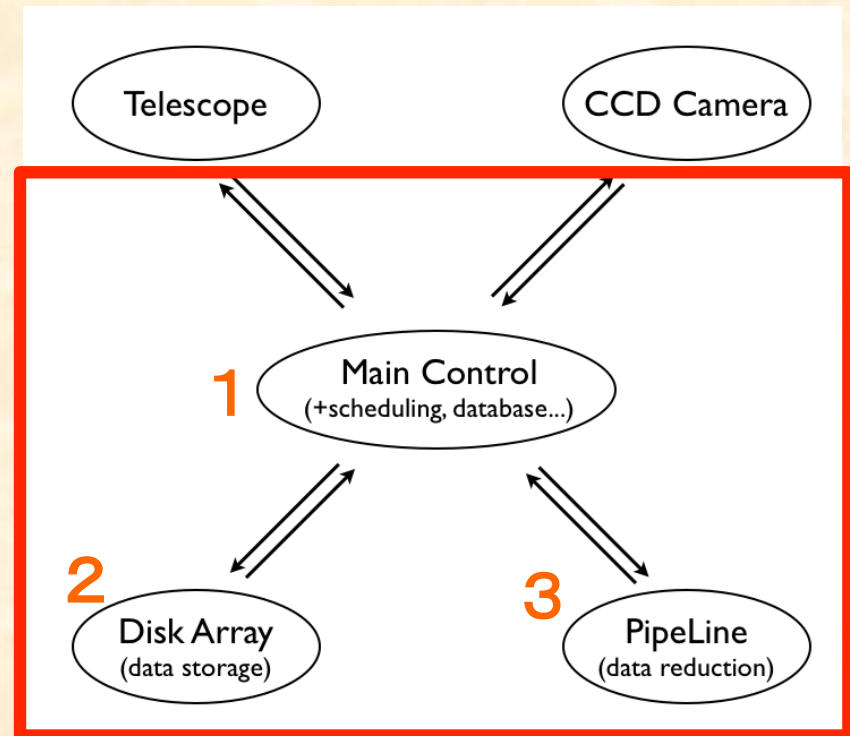 Telescope
CCD Camera
1
Main Control
(+scheduling, database...)
2
Disk Array
(data storage)
3
PipeLine
(data reduction)